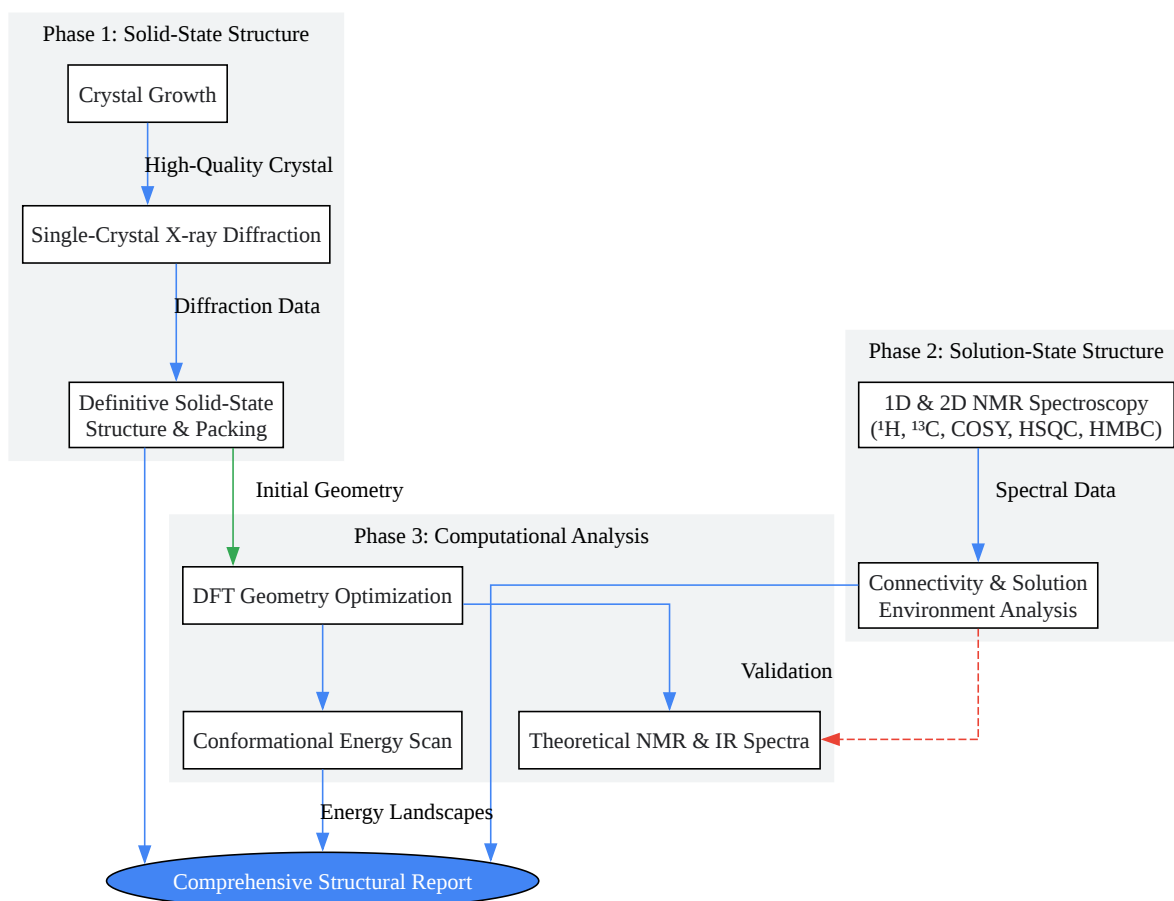 Phase 1: Solid-State Structure
Crystal Growth
High-Quality Crystal
Single-Crystal X-ray Diffraction
Diffraction Data
Definitive Solid-State
Structure & Packing
Initial Geometry
Phase 2: Solution-State Structure
1D & 2D NMR Spectroscopy
(¹H, ¹³C, COSY, HSQC, HMBC)
Spectral Data
Connectivity & Solution
Environment Analysis
Phase 3: Computational Analysis
DFT Geometry Optimization
Validation
Conformational Energy Scan
Theoretical NMR & IR Spectra
Energy Landscapes
Comprehensive Structural Report